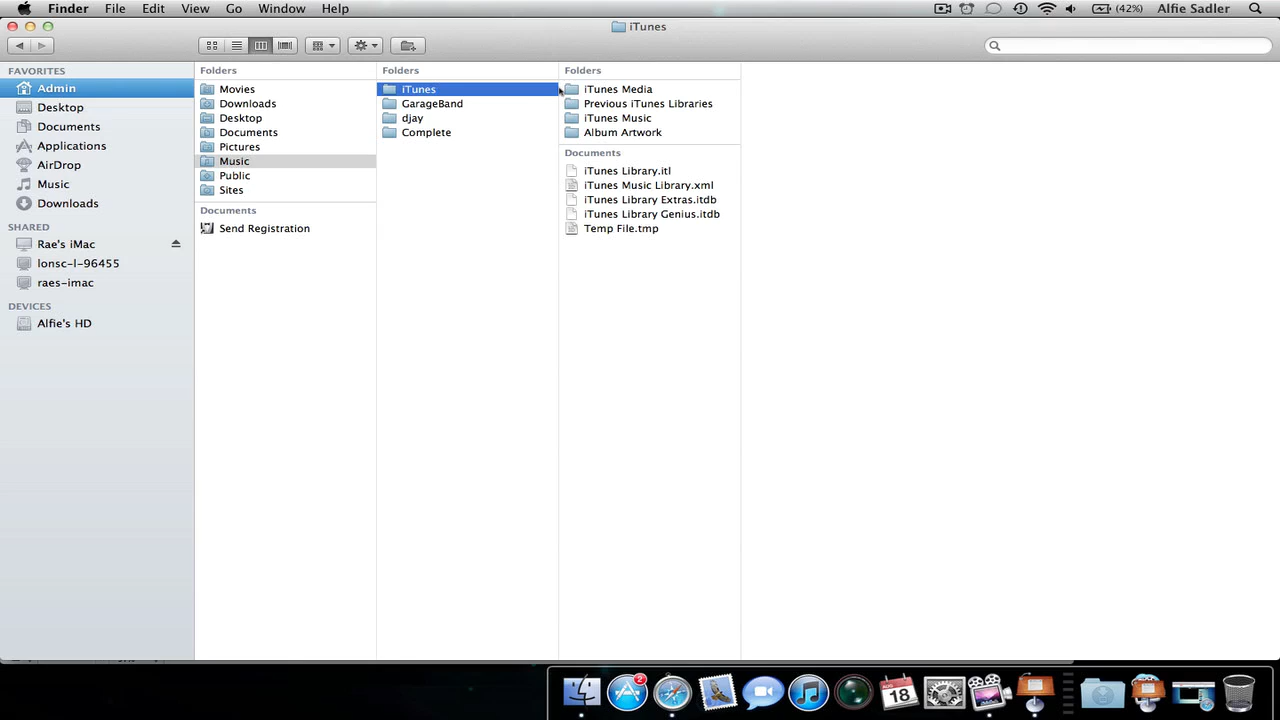 Finder File Edit View Go Window Help (42%) Alfie Sadler
iTunes
FAVORITES
Admin
Desktop
Documents
Applications
AirDrop
Music
Downloads
SHARED
Rae's iMac
lonsc-l-96455
raes-imac
DEVICES
Alfie's HD
Folders
Movies
Downloads
Desktop
Documents
Pictures
Music
Public
Sites
Documents
Send Registration
Folders
iTunes
GarageBand
djay
Complete
Folders
iTunes Media
Previous iTunes Libraries
iTunes Music
Album Artwork
Documents
iTunes Library.itl
iTunes Music Library.xml
iTunes Library Extras.itdb
iTunes Library Genius.itdb
Temp File.tmp
2
AUG
18